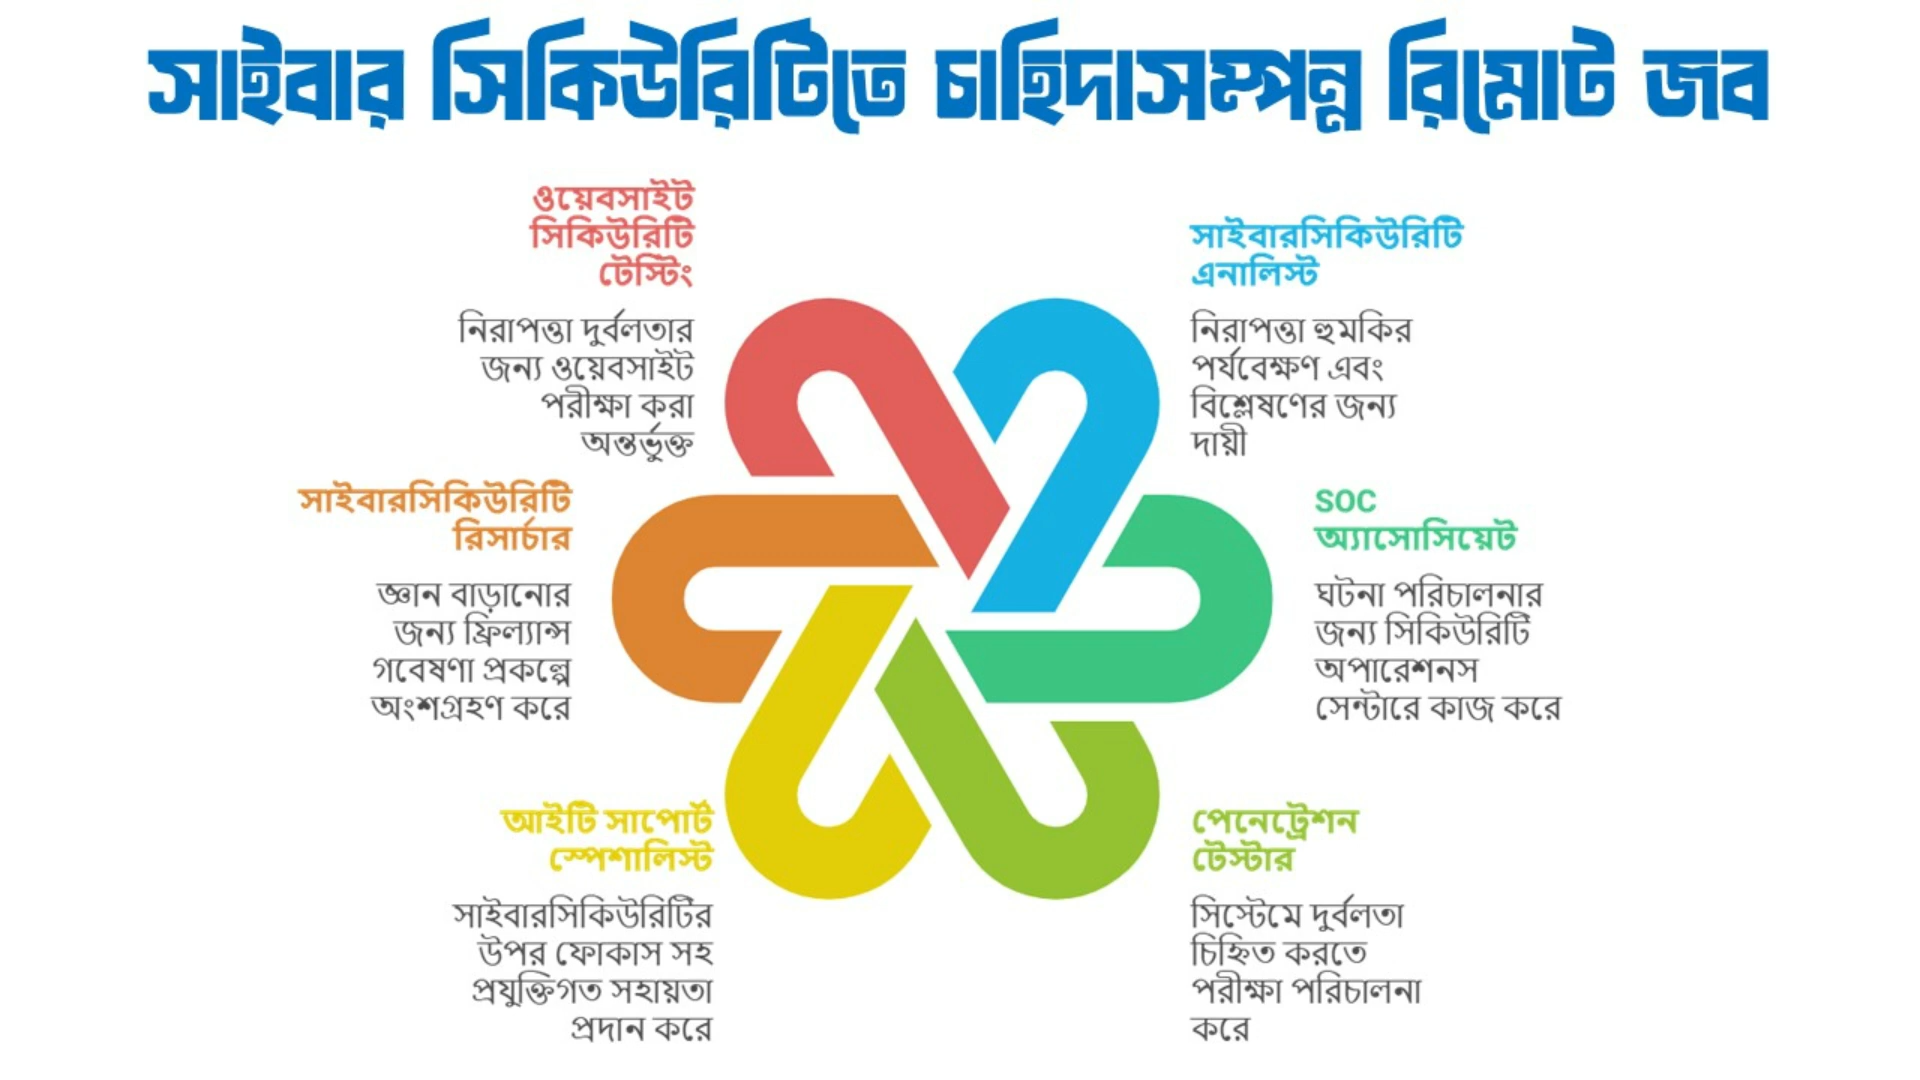 সাইবার সিকিউরিটিতে চাহিদাসম্পন্ন রিমোট জব
ওয়েবসাইট
সিকিউরিটি
টেস্টিং
নিরাপত্তা দুর্বলতার
জন্য ওয়েবসাইট
পরীক্ষা করা
অন্তর্ভুক্ত
সাইবারসিকিউরিটি
এনালিস্ট
নিরাপত্তা হুমকির
পর্যবেক্ষণ এবং
বিশ্লেষণের জন্য
দায়ী
সাইবারসিকিউরিটি
রিসার্চার
জ্ঞান বাড়ানোর
জন্য ফ্রিল্যান্স
গবেষণা প্রকল্পে
অংশগ্রহণ করে
SOC
অ্যাসোসিয়েট
ঘটনা পরিচালনার
জন্য সিকিউরিটি
অপারেশনস
সেন্টারে কাজ করে
আইটি সাপোর্ট
স্পেশালিস্ট
সাইবারসিকিউরিটির
উপর ফোকাস সহ
প্রযুক্তিগত সহায়তা
প্রদান করে
পেনেট্রেশন
টেস্টার
সিস্টেমে দুর্বলতা
চিহ্নিত করতে
পরীক্ষা পরিচালনা
করে